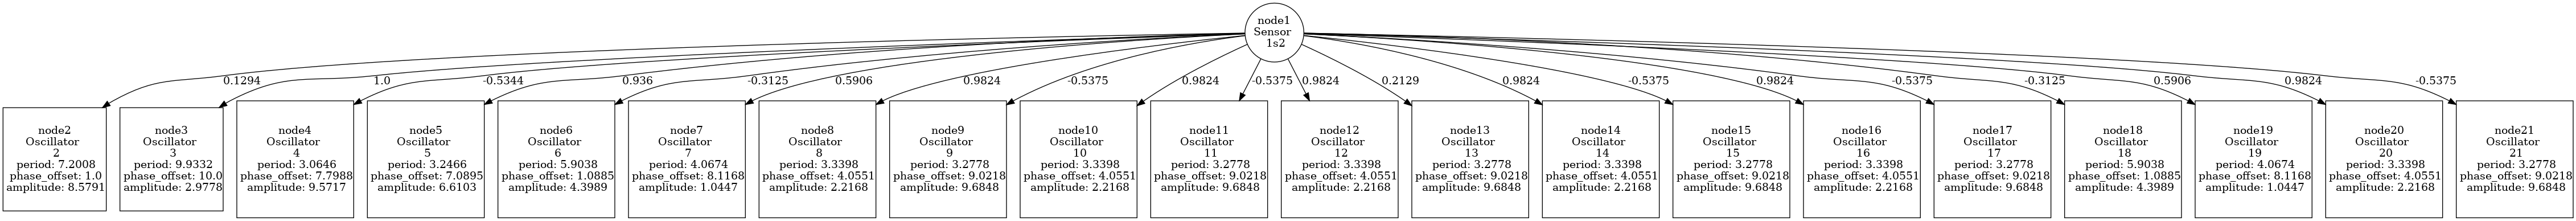 node1
Sensor
1s2
0.1294
1.0
-0.5344
0.936
-0.3125
0.5906
0.9824
-0.5375
0.9824
-0.5375
0.9824
0.2129
0.9824
-0.5375
0.9824
-0.5375
-0.3125
0.5906
0.9824
-0.5375
node2
Oscillator
2
period: 7.2008
phase_offset: 1.0
amplitude: 8.5791
node3
Oscillator
3
period: 9.9332
phase_offset: 10.0
amplitude: 2.9778
node4
Oscillator
4
period: 3.0646
phase_offset: 7.7988
amplitude: 9.5717
node5
Oscillator
5
period: 3.2466
phase_offset: 7.0895
amplitude: 6.6103
node6
Oscillator
6
period: 5.9038
phase_offset: 1.0885
amplitude: 4.3989
node7
Oscillator
7
period: 4.0674
phase_offset: 8.1168
amplitude: 1.0447
node8
Oscillator
8
period: 3.3398
phase_offset: 4.0551
amplitude: 2.2168
node9
Oscillator
9
period: 3.2778
phase_offset: 9.0218
amplitude: 9.6848
node10
Oscillator
10
period: 3.3398
phase_offset: 4.0551
amplitude: 2.2168
node11
Oscillator
11
period: 3.2778
phase_offset: 9.0218
amplitude: 9.6848
node12
Oscillator
12
period: 3.3398
phase_offset: 4.0551
amplitude: 2.2168
node13
Oscillator
13
period: 3.2778
phase_offset: 9.0218
amplitude: 9.6848
node14
Oscillator
14
period: 3.3398
phase_offset: 4.0551
amplitude: 2.2168
node15
Oscillator
15
period: 3.2778
phase_offset: 9.0218
amplitude: 9.6848
node16
Oscillator
16
period: 3.3398
phase_offset: 4.0551
amplitude: 2.2168
node17
Oscillator
17
period: 3.2778
phase_offset: 9.0218
amplitude: 9.6848
node18
Oscillator
18
period: 5.9038
phase_offset: 1.0885
amplitude: 4.3989
node19
Oscillator
19
period: 4.0674
phase_offset: 8.1168
amplitude: 1.0447
node20
Oscillator
20
period: 3.3398
phase_offset: 4.0551
amplitude: 2.2168
node21
Oscillator
21
period: 3.2778
phase_offset: 9.0218
amplitude: 9.6848